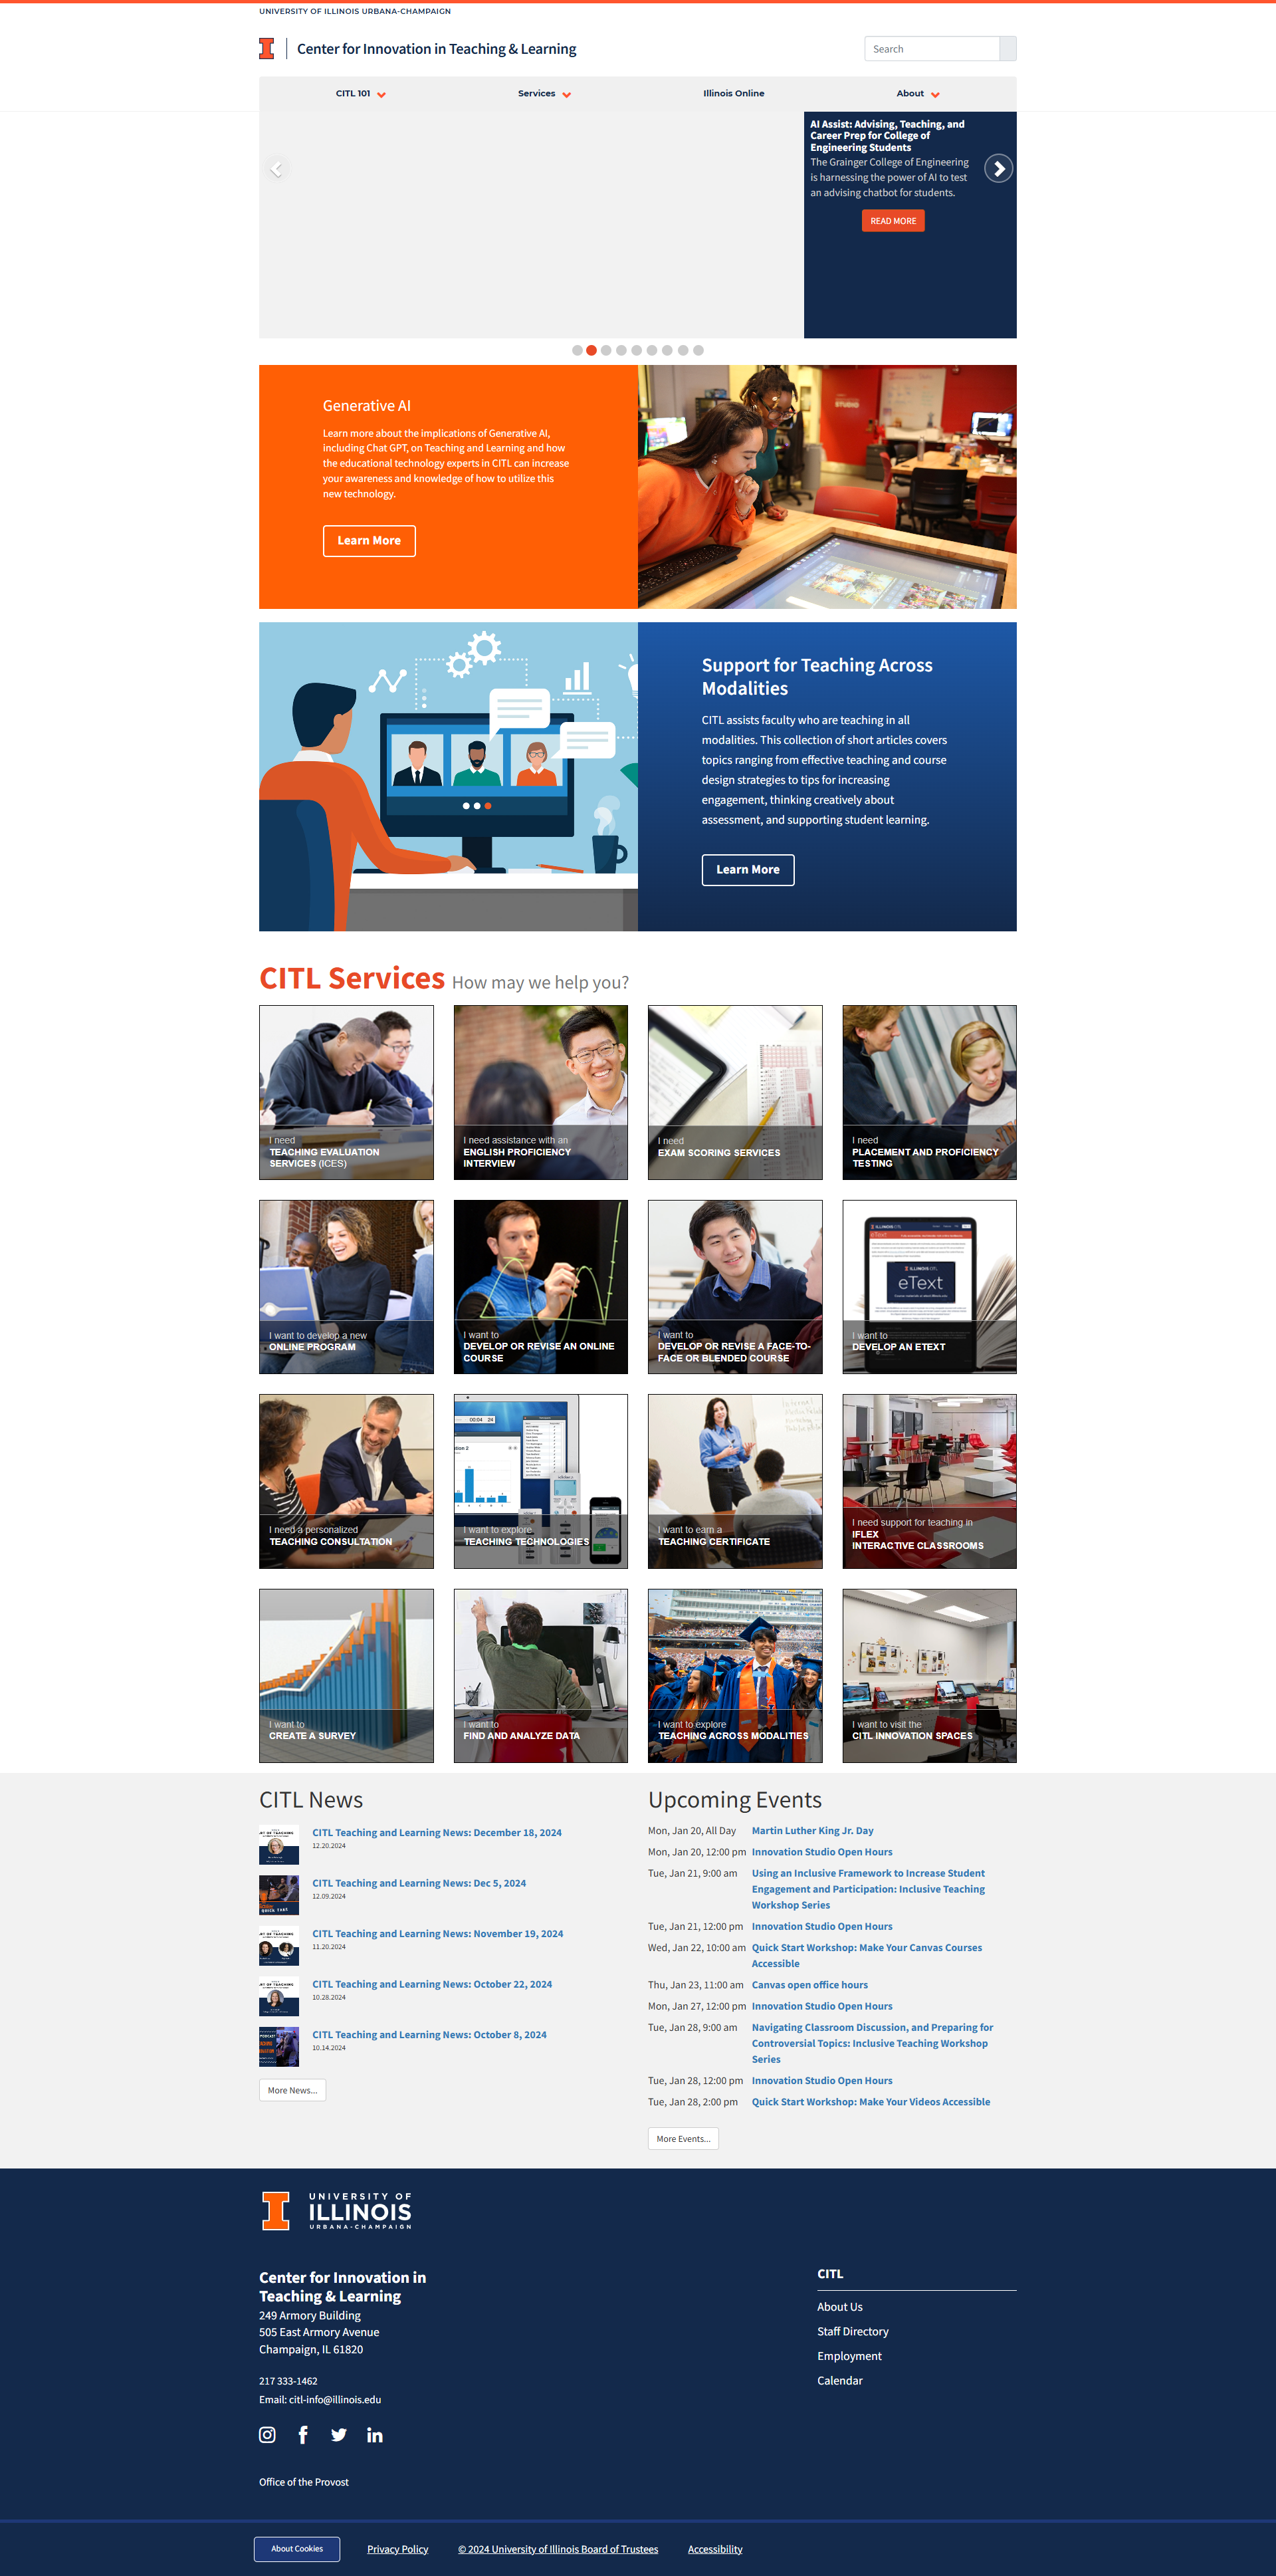 UNIVERSITY OF ILLINOIS URBANA-CHAMPAIGN
Center for Innovation in Teaching & Learning
Search
CITL 101
Services
Illinois Online
About
AI Assist: Advising, Teaching, and
Career Prep for College of
Engineering Students
The Grainger College of Engineering
is harnessing the power of AI to test
an advising chatbot for students.
READ MORE
Generative AI
Learn more about the implications of Generative AI,
including Chat GPT, on Teaching and Learning and how
the educational technology experts in CITL can increase
your awareness and knowledge of how to utilize this
new technology.
Learn More
STUDIO
Support for Teaching Across
Modalities
CITL assists faculty who are teaching in all
modalities. This collection of short articles covers
topics ranging from effective teaching and course
design strategies to tips for increasing
engagement, thinking creatively about
assessment, and supporting student learning.
Learn More
CITL Services How may we help you?
I need
TEACHING EVALUATION
SERVICES (ICES)
I need assistance with an
ENGLISH PROFICIENCY
INTERVIEW
I need
EXAM SCORING SERVICES
I need
PLACEMENT AND PROFICIENCY
TESTING
I want to develop a new
ONLINE PROGRAM
I want to
DEVELOP OR REVISE AN ONLINE
COURSE
I want to
DEVELOP OR REVISE A FACE-TO-
FACE OR BLENDED COURSE
eText
I want to
DEVELOP AN ETEXT
I need a personalized
TEACHING CONSULTATION
I want to explore
TEACHING TECHNOLOGIES
I want to earn a
TEACHING CERTIFICATE
I need support for teaching in
IFLEX
INTERACTIVE CLASSROOMS
I want to
CREATE A SURVEY
I want to
FIND AND ANALYZE DATA
I want to explore
TEACHING ACROSS MODALITIES
I want to visit the
CITL INNOVATION SPACES
CITL News
CITL Teaching and Learning News: December 18, 2024
12.20.2024
CITL Teaching and Learning News: Dec 5, 2024
12.09.2024
CITL Teaching and Learning News: November 19, 2024
11.20.2024
CITL Teaching and Learning News: October 22, 2024
10.28.2024
CITL Teaching and Learning News: October 8, 2024
10.14.2024
More News...
Upcoming Events
Mon, Jan 20, All Day Martin Luther King Jr. Day
Mon, Jan 20, 12:00 pm Innovation Studio Open Hours
Tue, Jan 21, 9:00 am Using an Inclusive Framework to Increase Student
Engagement and Participation: Inclusive Teaching
Workshop Series
Tue, Jan 21, 12:00 pm Innovation Studio Open Hours
Wed, Jan 22, 10:00 am Quick Start Workshop: Make Your Canvas Courses
Accessible
Thu, Jan 23, 11:00 am Canvas open office hours
Mon, Jan 27, 12:00 pm Innovation Studio Open Hours
Tue, Jan 28, 9:00 am Navigating Classroom Discussion, and Preparing for
Controversial Topics: Inclusive Teaching Workshop
Series
Tue, Jan 28, 12:00 pm Innovation Studio Open Hours
Tue, Jan 28, 2:00 pm Quick Start Workshop: Make Your Videos Accessible
More Events...
UNIVERSITY OF
ILLINOIS
URBANA-CHAMPAIGN
Center for Innovation in
Teaching & Learning
249 Armory Building
505 East Armory Avenue
Champaign, IL 61820
217 333-1462
Email: citl-info@illinois.edu
Office of the Provost
CITL
About Us
Staff Directory
Employment
Calendar
About Cookies
Privacy Policy
© 2024 University of Illinois Board of Trustees
Accessibility